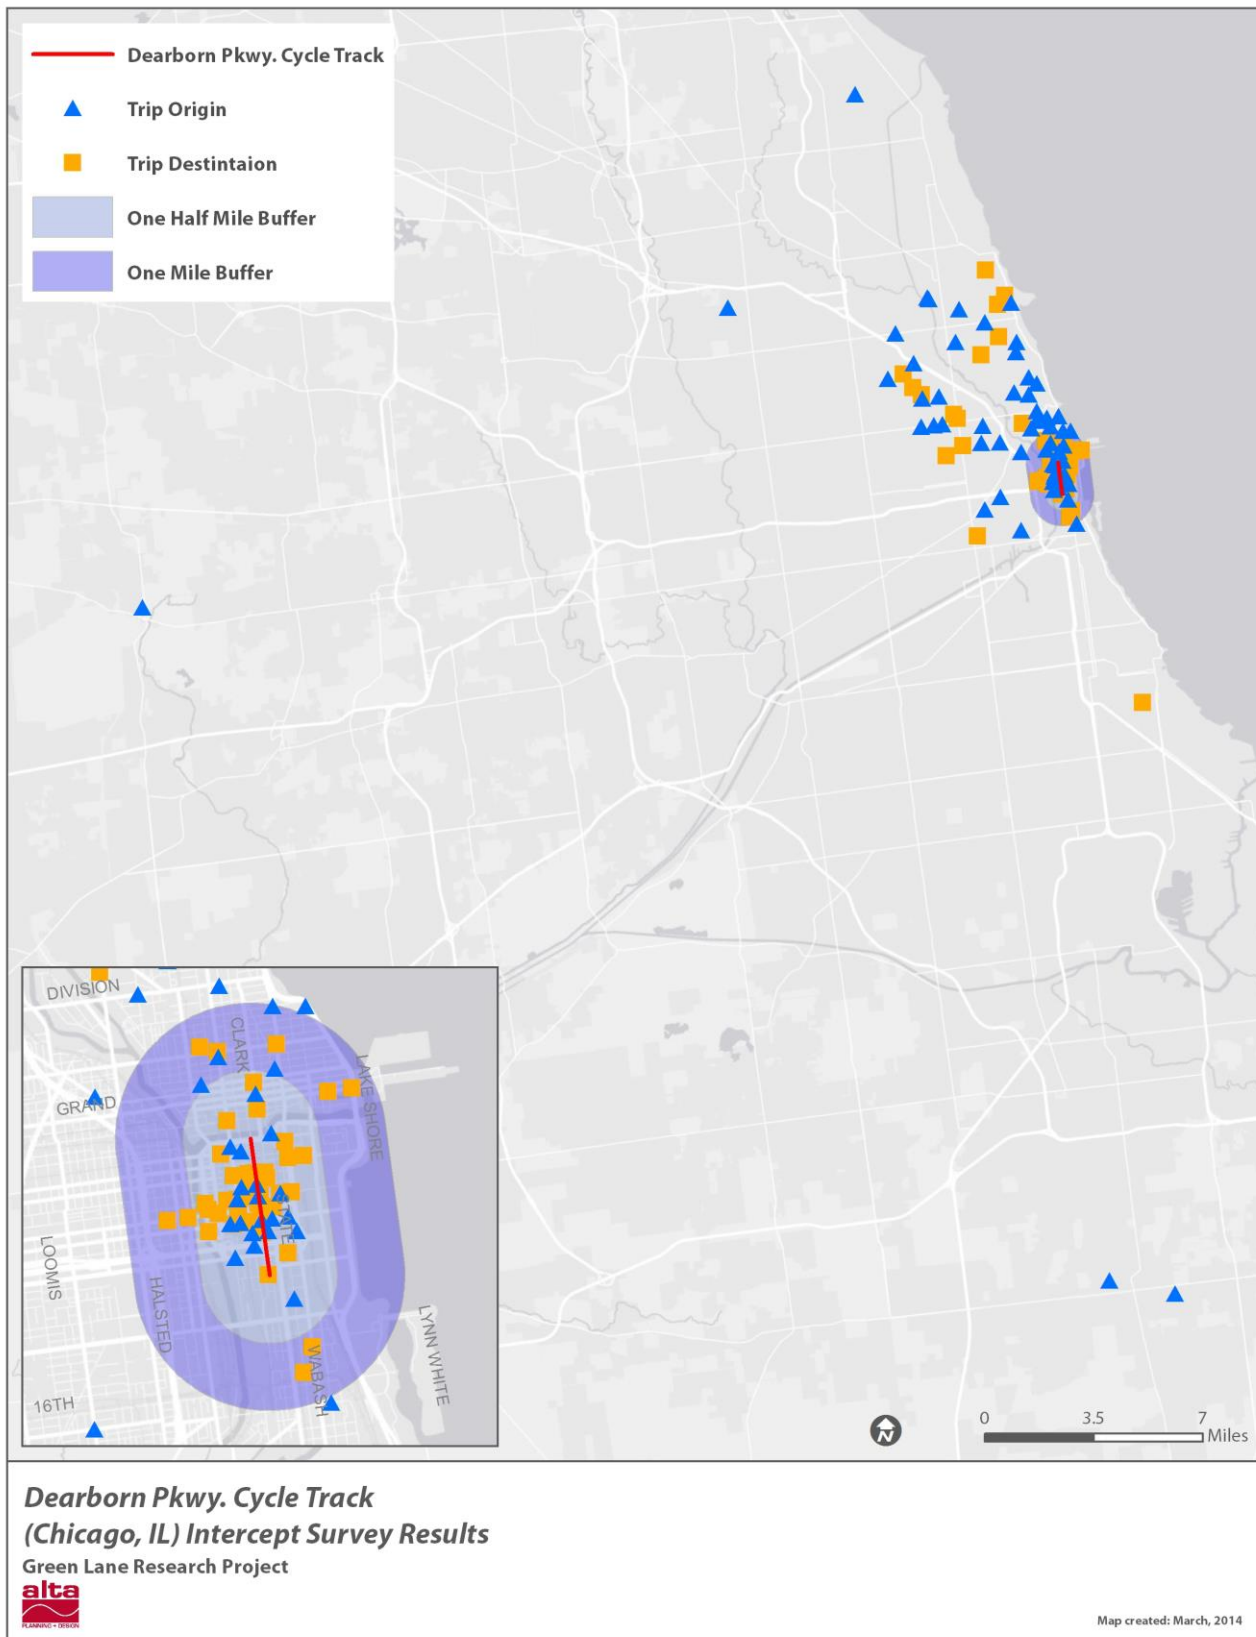 Dearborn Pkwy. Cycle Track
Trip Origin
Trip Destintaion
One Half Mile Buffer
One Mile Buffer
DIVISION
CLARK
LAKE SHORE
GRAND
STATE
LOOMIS
HALSTED
LYNN WHITE
WABASH
16TH
N
0 3.5 7
Miles
Dearborn Pkwy. Cycle Track
(Chicago, IL) Intercept Survey Results
Green Lane Research Project
alta
PLANNING + DESIGN
Map created: March, 2014